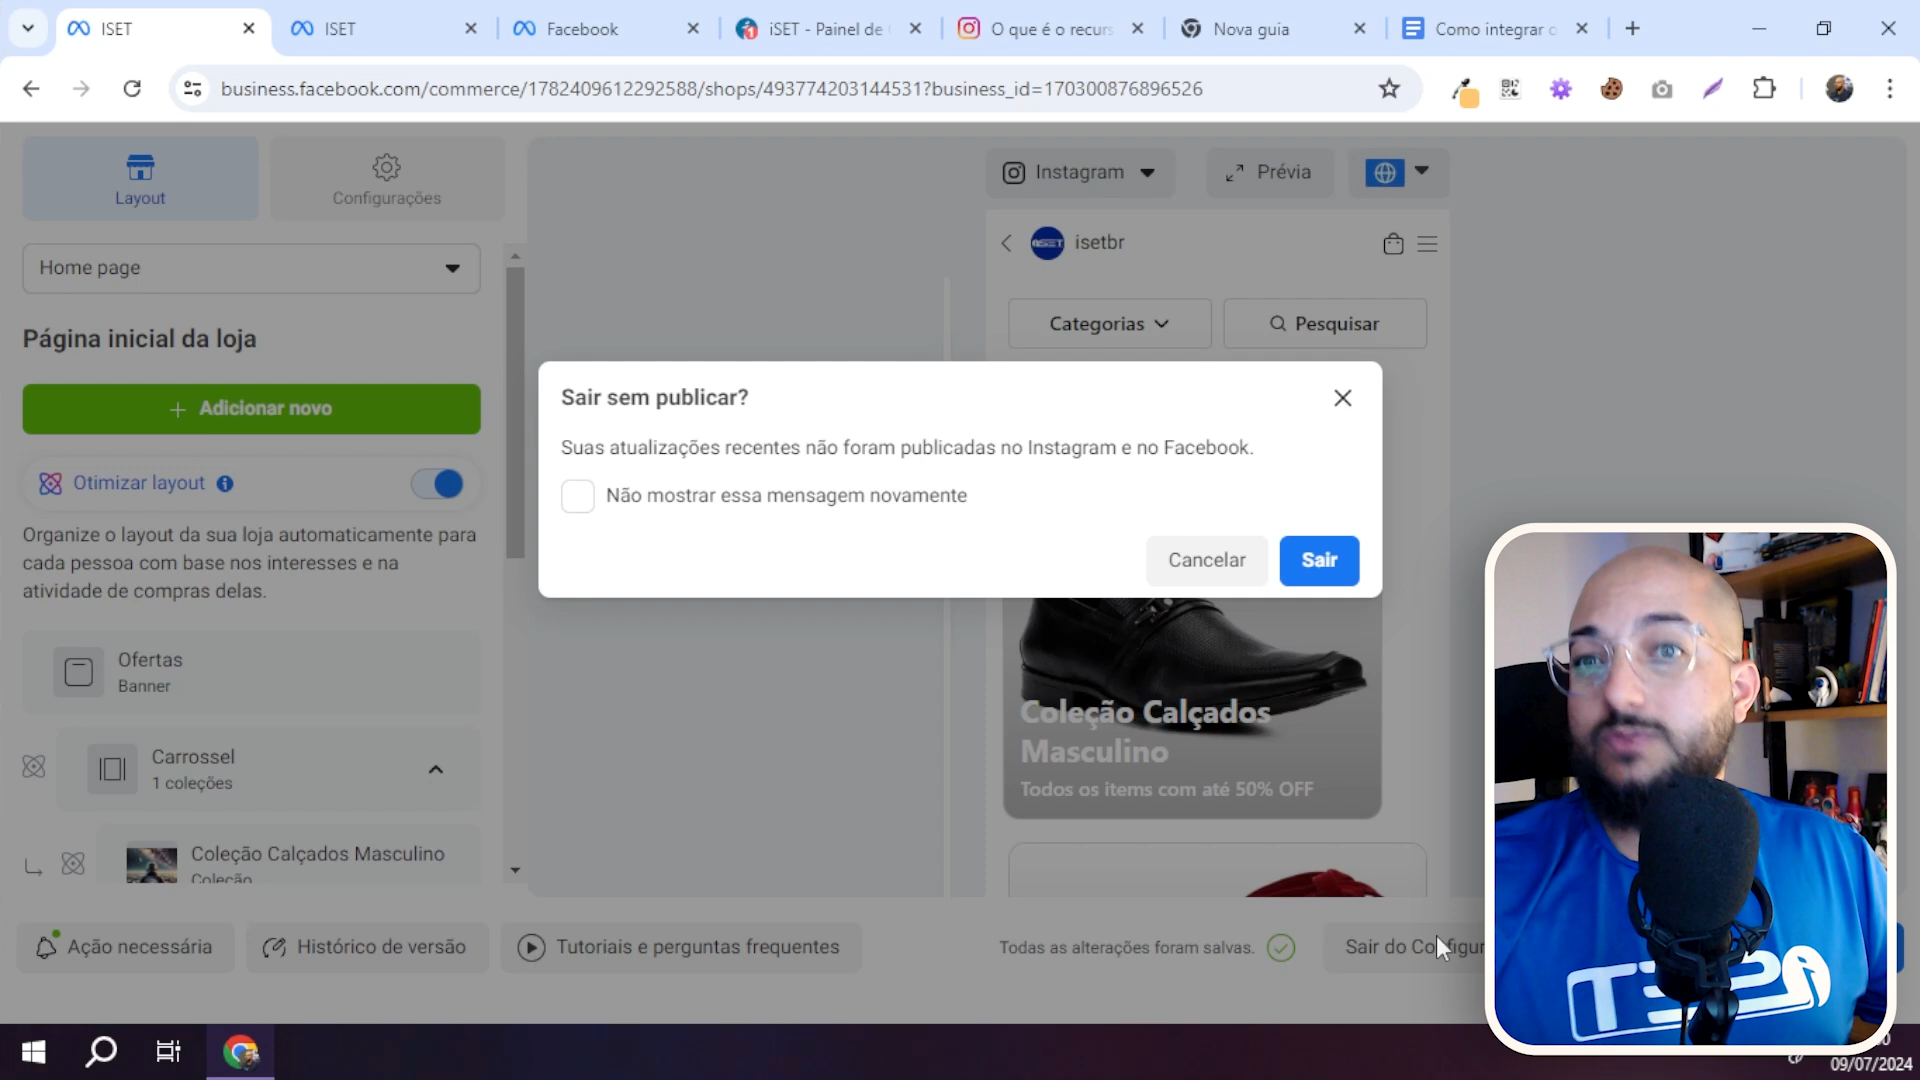 ISET
ISET
Facebook
iSET - Painel de
O que é o recurs
Nova guia
Como integrar o
business.facebook.com/commerce/1782409612292588/shops/493774203144531?business_id=170300876896526
Layout
Configurações
Instagram
Prévia
Home page
isetbr
Página inicial da loja
Categorias
Pesquisar
Adicionar novo
Sair sem publicar?
Suas atualizações recentes não foram publicadas no Instagram e no Facebook.
Não mostrar essa mensagem novamente
Cancelar
Sair
Otimizar layout
Organize o layout da sua loja automaticamente para
cada pessoa com base nos interesses e na
atividade de compras delas.
Ofertas
Banner
Carrossel
1 coleções
Coleção Calçados Masculino
Coleção
Coleção Calçados
Masculino
Todos os items com até 50% OFF
Ação necessária
Histórico de versão
Tutoriais e perguntas frequentes
Todas as alterações foram salvas.
Sair do Configur
09/07/2024